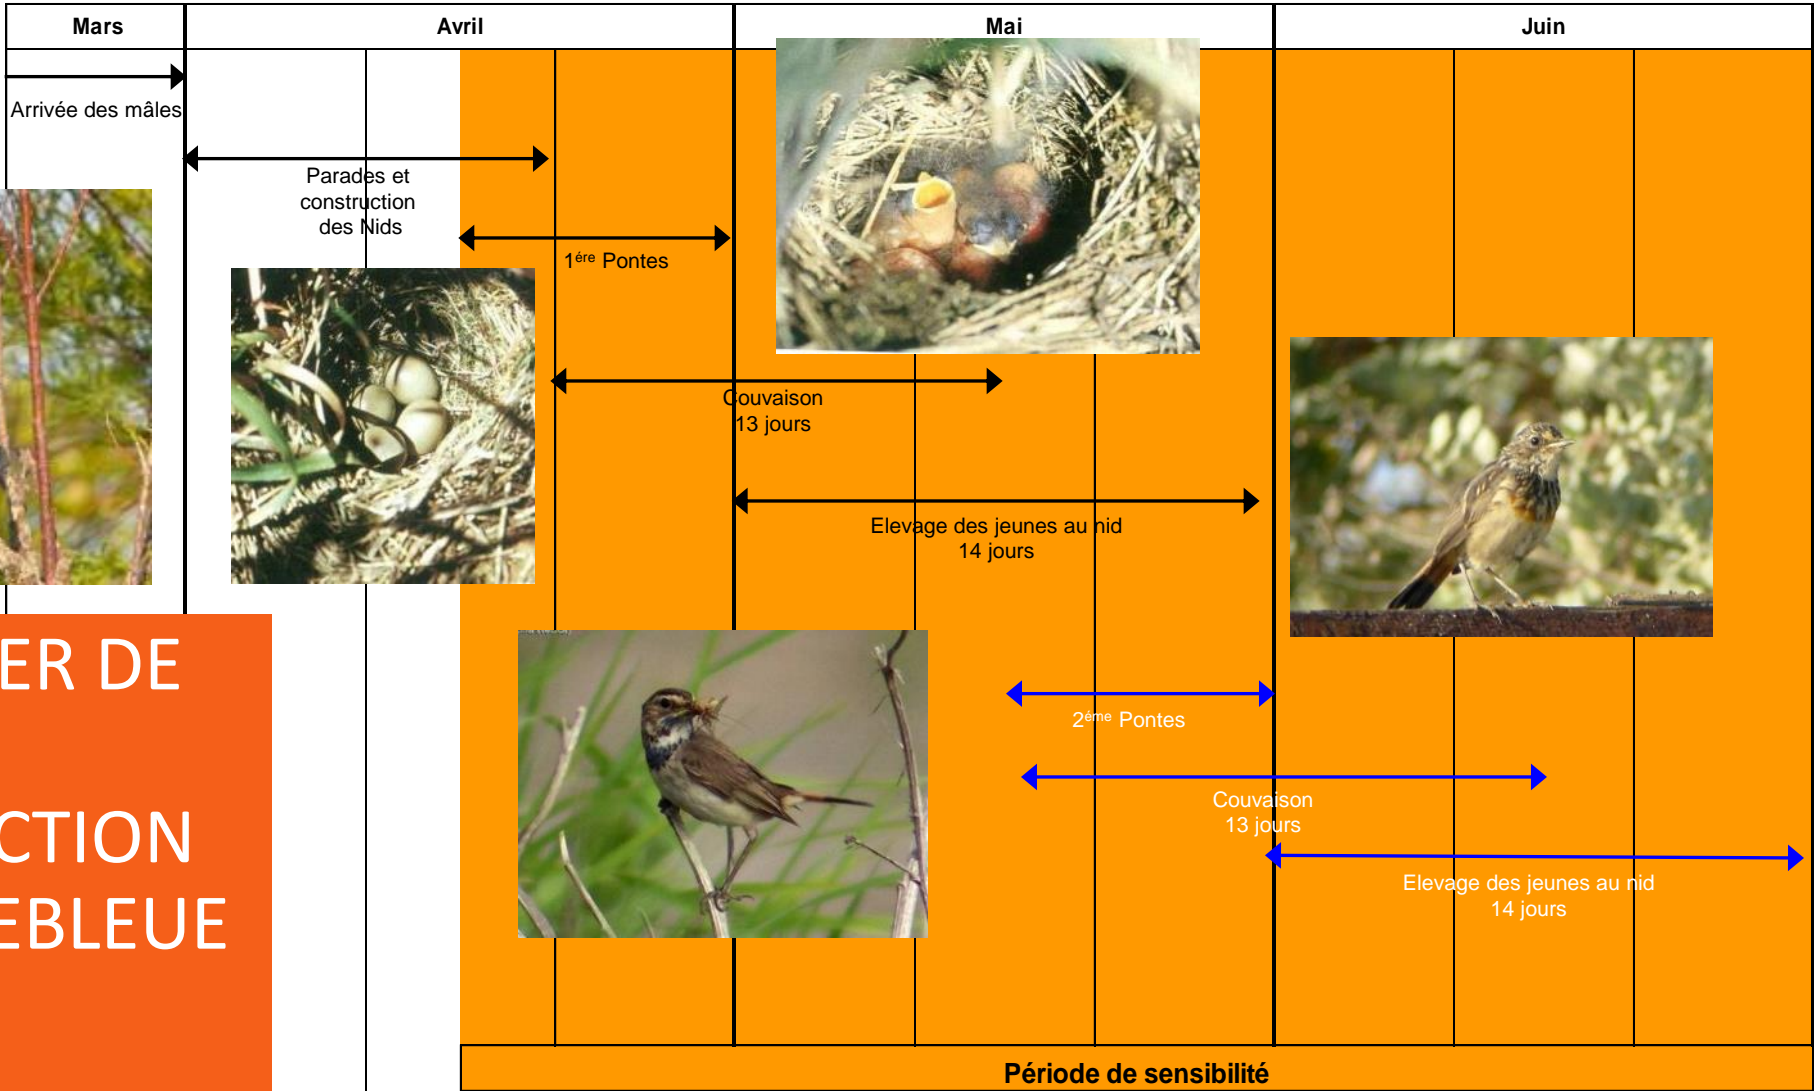 Mars
Avril
Mai
Juin
Arrivée des mâles
Parades et
construction
des Nids
1ére Pontes
Couvaison
13 jours
Elevage des jeunes au nid
14 jours
2éme Pontes
Couvaison
13 jours
Elevage des jeunes au nid
14 jours
ER DE
CTION
EBLEUE
Période de sensibilité